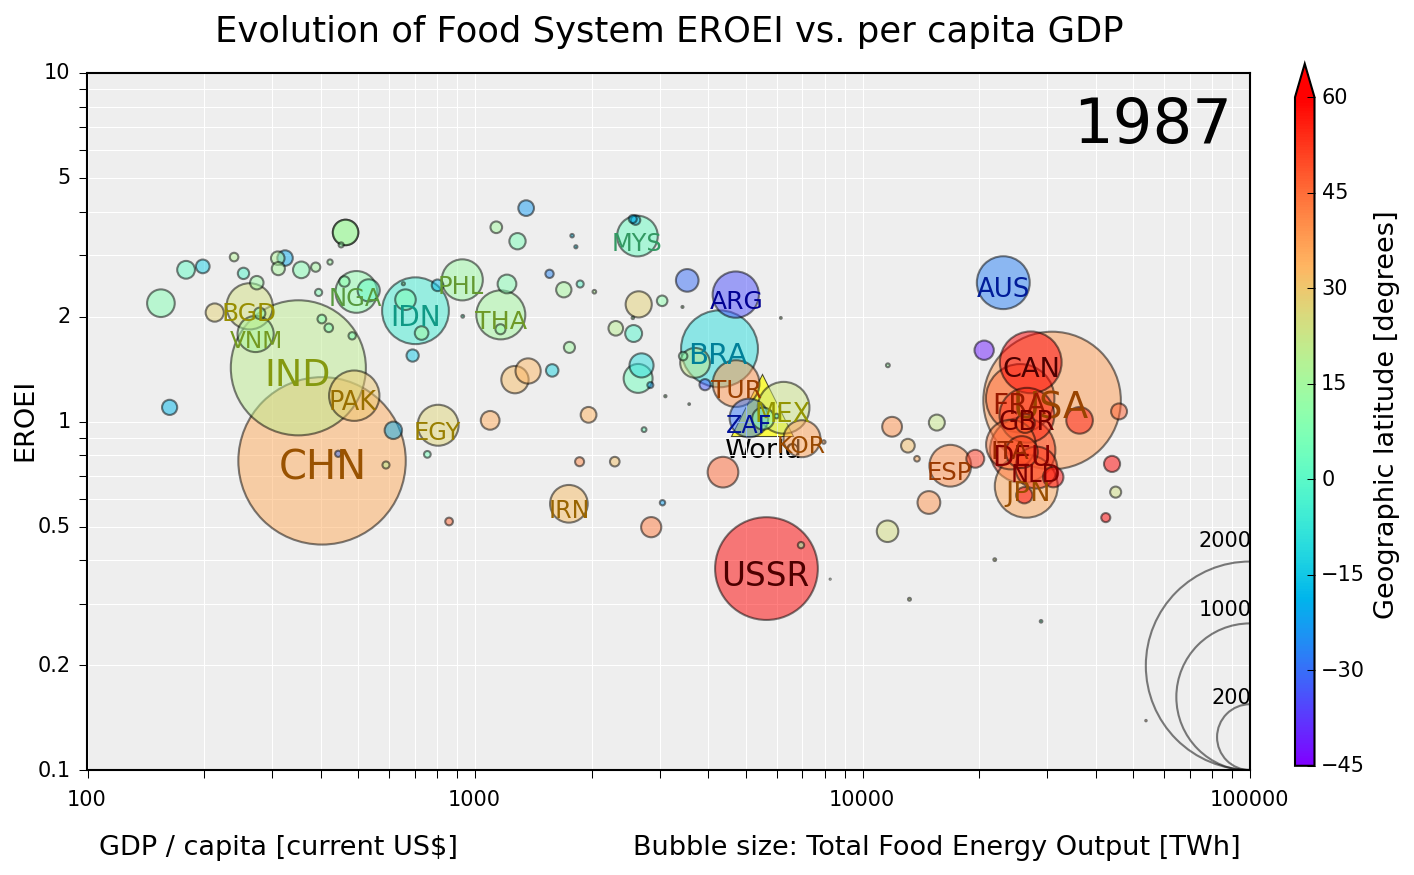 Evolution of Food System EROEI vs. per capita GDP
1987
10
5
2
1
0.5
0.2
0.1
EROEI
100
1000
10000
100000
GDP / capita [current US$]
Bubble size: Total Food Energy Output [TWh]
MYS
AUS
ARG
PHL
NGA
IDN
THA
BGD
VNM
IND
PAK
BRA
TUR
MEX
ZAF
World
KOR
EGY
CHN
IRN
USSR
CAN
USA
FRA
GBR
ITA
DEU
NLD
JPN
ESP
2000
1000
200
60
45
30
15
0
−15
−30
−45
Geographic latitude [degrees]